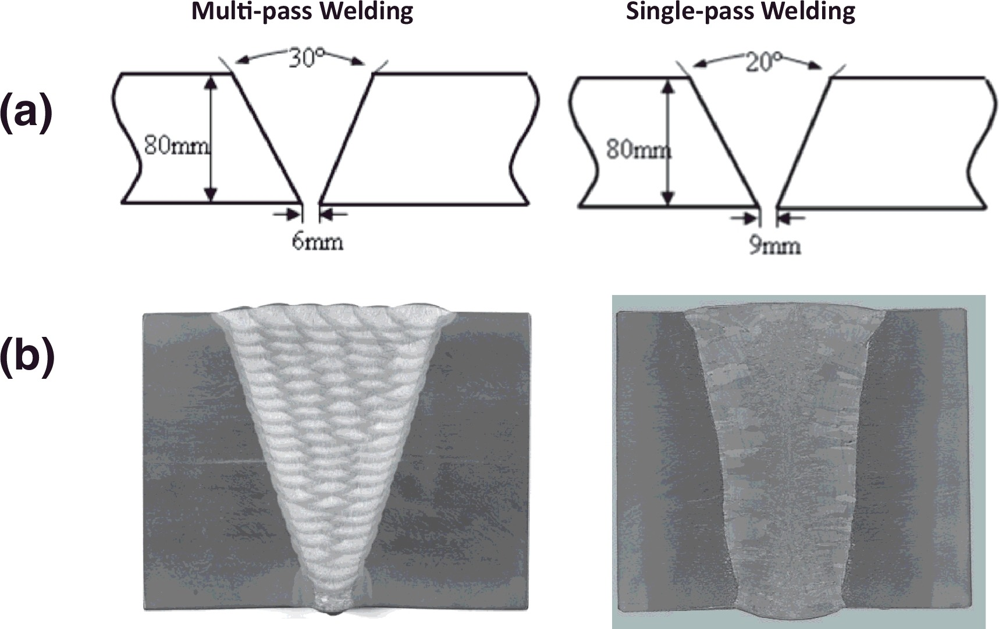 Multi-pass Welding
Single-pass Welding
(a)
30°
80mm
6mm
20°
80mm
9mm
(b)